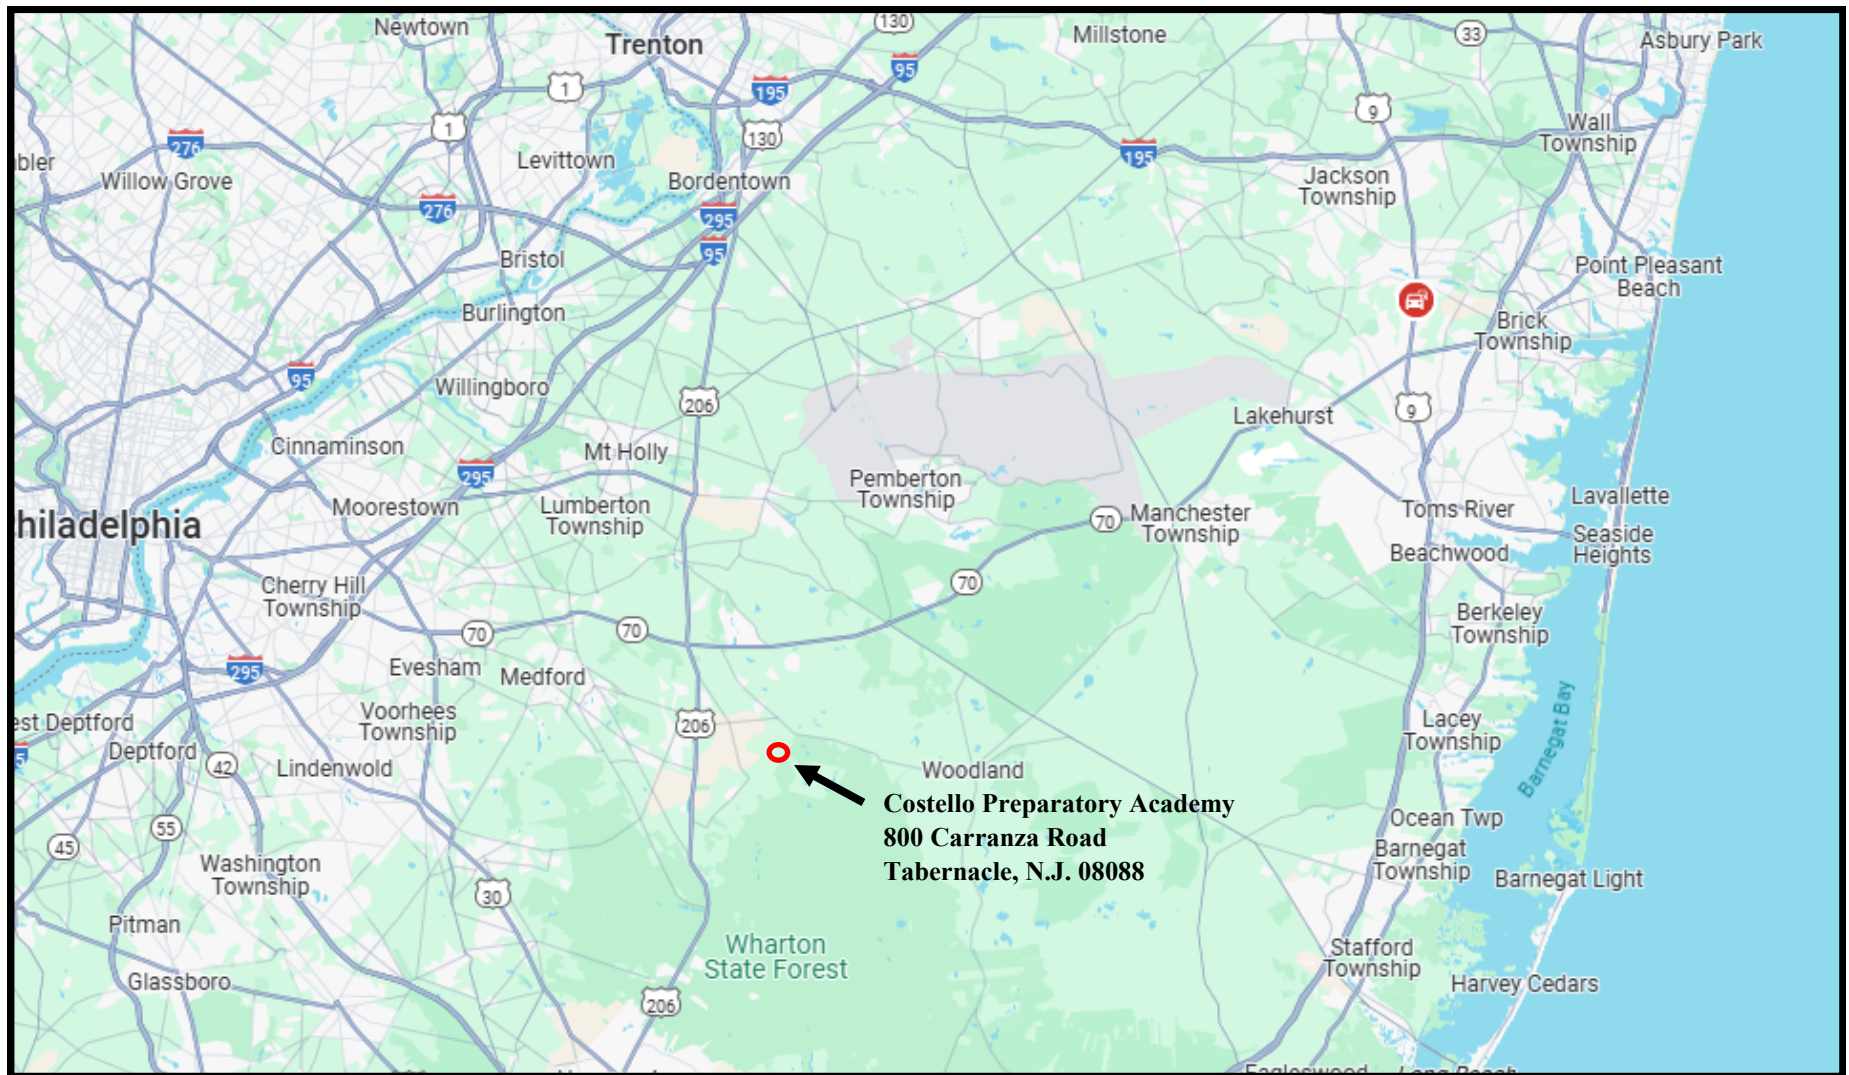 Newtown
Trenton
130
Millstone
33
Asbury Park
1
195
95
9
276
1
130
Wall
Township
Levittown
195
Willow Grove
Bordentown
Jackson
Township
276
295
95
Bristol
Point Pleasant
Beach
Burlington
Brick
Township
95
Willingboro
206
9
Lakehurst
Cinnaminson
Mt Holly
295
Pemberton
Township
Moorestown
Lumberton
Township
70
Manchester
Township
Toms River
Lavallette
Seaside
Heights
Beachwood
70
Cherry Hill
Township
Berkeley
Township
70
70
295
Evesham
Medford
Voorhees
Township
206
Lacey
Township
Barnegat Bay
Deptford
42
Lindenwold
Woodland
Costello Preparatory Academy
800 Carranza Road
Tabernacle, N.J. 08088
Ocean Twp
55
45
Barnegat
Township
Barnegat Light
Washington
Township
30
Pitman
Wharton
State Forest
Stafford
Township
Glassboro
Harvey Cedars
206